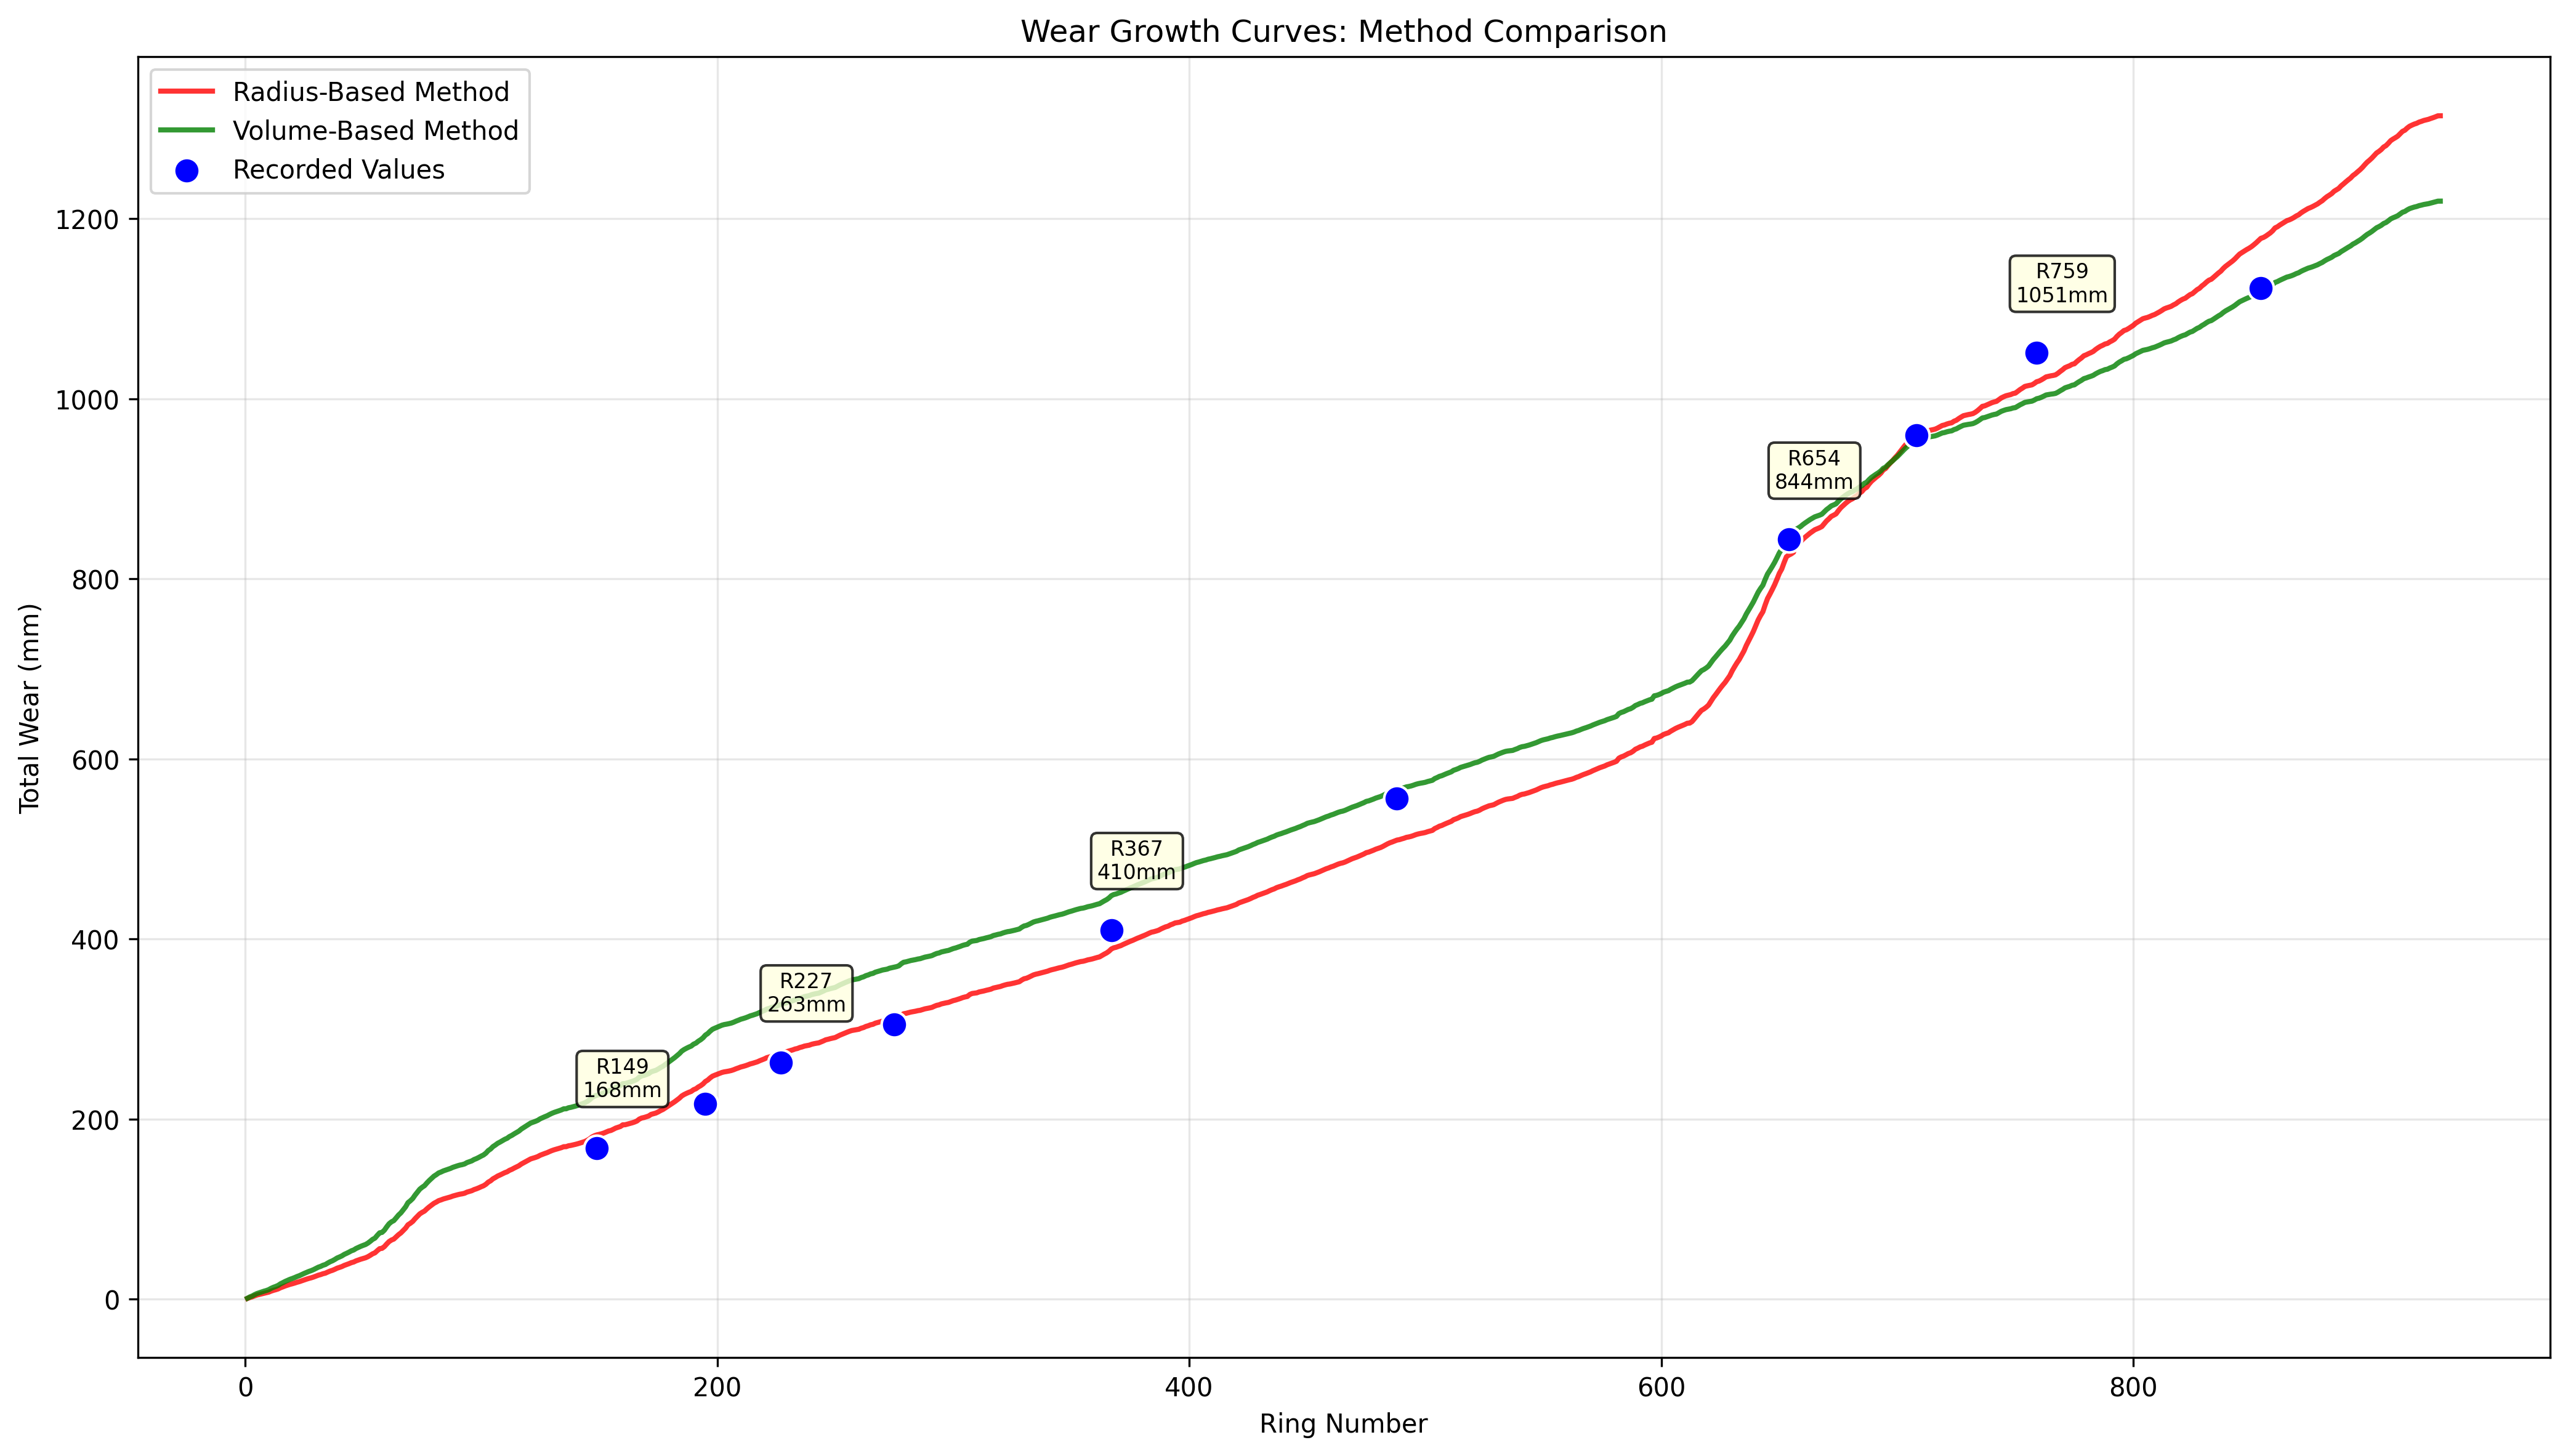 Wear Growth Curves: Method Comparison
Radius-Based Method
Volume-Based Method
Recorded Values
R759
1051mm
R654
844mm
R367
410mm
R227
263mm
R149
168mm
Total Wear (mm)
1200
1000
800
600
400
200
0
0
200
400
600
800
Ring Number